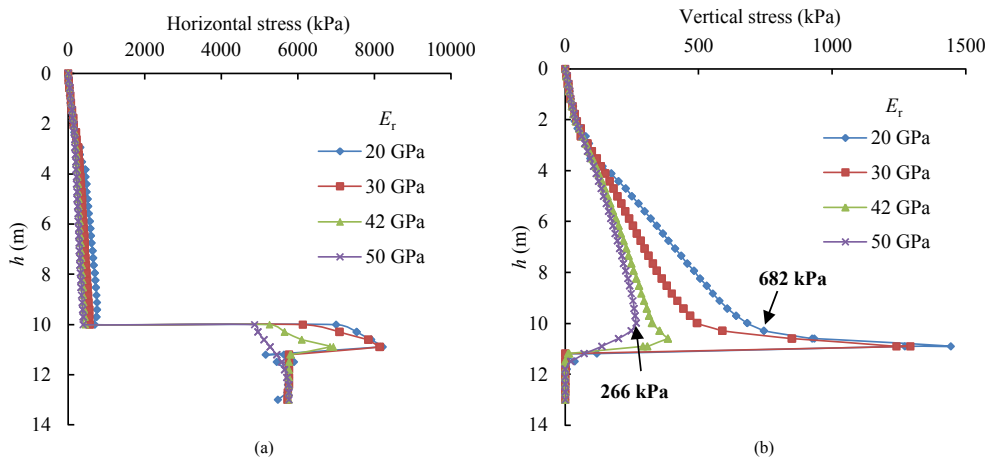 Horizontal stress (kPa)
0 2000 4000 6000 8000 10000
0
2
4
6
8
10
12
14
h (m)
E_r
20 GPa
30 GPa
42 GPa
50 GPa
(a)
Vertical stress (kPa)
0 500 1000 1500
0
2
4
6
8
10
12
14
h (m)
E_r
20 GPa
30 GPa
42 GPa
50 GPa
682 kPa
266 kPa
(b)